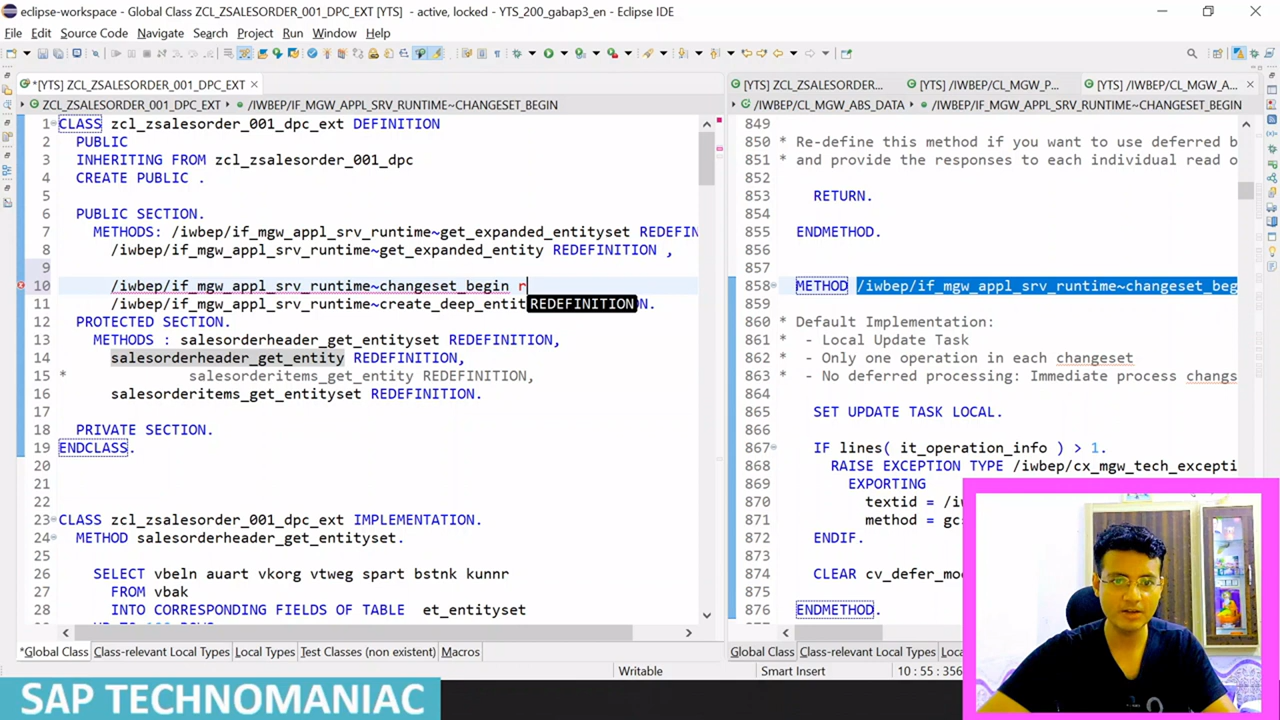 eclipse-workspace - Global Class ZCL_ZSALESORDER_001_DPC_EXT [YTS] - active, locked - YTS_200_gabap3_en - Eclipse IDE
File Edit Source Code Navigate Search Project Run Window Help
*[YTS] ZCL_ZSALESORDER_001_DPC_EXT
ZCL_ZSALESORDER_001_DPC_EXT /IWBEP/IF_MGW_APPL_SRV_RUNTIME~CHANGESET_BEGIN
1 CLASS zcl_zsalesorder_001_dpc_ext DEFINITION
2 PUBLIC
3 INHERITING FROM zcl_zsalesorder_001_dpc
4 CREATE PUBLIC .
5
6 PUBLIC SECTION.
7 METHODS: /iwbep/if_mgw_appl_srv_runtime~get_expanded_entityset REDEFIN
8 /iwbep/if_mgw_appl_srv_runtime~get_expanded_entity REDEFINITION ,
9
10 /iwbep/if_mgw_appl_srv_runtime~changeset_begin r
11 /iwbep/if_mgw_appl_srv_runtime~create_deep_entit REDEFINITION N.
12 PROTECTED SECTION.
13 METHODS : salesorderheader_get_entityset REDEFINITION,
14 salesorderheader_get_entity REDEFINITION,
15 * salesorderitems_get_entity REDEFINITION,
16 salesorderitems_get_entityset REDEFINITION.
17
18 PRIVATE SECTION.
19 ENDCLASS.
20
21
22
23 CLASS zcl_zsalesorder_001_dpc_ext IMPLEMENTATION.
24 METHOD salesorderheader_get_entityset.
25
26 SELECT vbeln auart vkorg vtweg spart bstnk kunnr
27 FROM vbak
28 INTO CORRESPONDING FIELDS OF TABLE et_entityset
*Global Class Class-relevant Local Types Local Types Test Classes (non existent) Macros
[YTS] ZCL_ZSALESORDER... [YTS] /IWBEP/CL_MGW_P... [YTS] /IWBEP/CL_MGW_A...
/IWBEP/CL_MGW_ABS_DATA /IWBEP/IF_MGW_APPL_SRV_RUNTIME~CHANGESET_BEGIN
849
850 * Re-define this method if you want to use deferred b
851 * and provide the responses to each individual read o
852
853 RETURN.
854
855 ENDMETHOD.
856
857
858 METHOD /iwbep/if_mgw_appl_srv_runtime~changeset_beg
859
860 * Default Implementation:
861 * - Local Update Task
862 * - Only one operation in each changeset
863 * - No deferred processing: Immediate process changs
864
865 SET UPDATE TASK LOCAL.
866
867 IF lines( it_operation_info ) > 1.
868 RAISE EXCEPTION TYPE /iwbep/cx_mgw_tech_excepti
869 EXPORTING
870 textid = /i
871 method = gc
872 ENDIF.
873
874 CLEAR cv_defer_mo
875
876 ENDMETHOD.
Global Class Class-relevant Local Types Local T
Writable Smart Insert 10 : 55 : 356
SAP TECHNOMANIAC